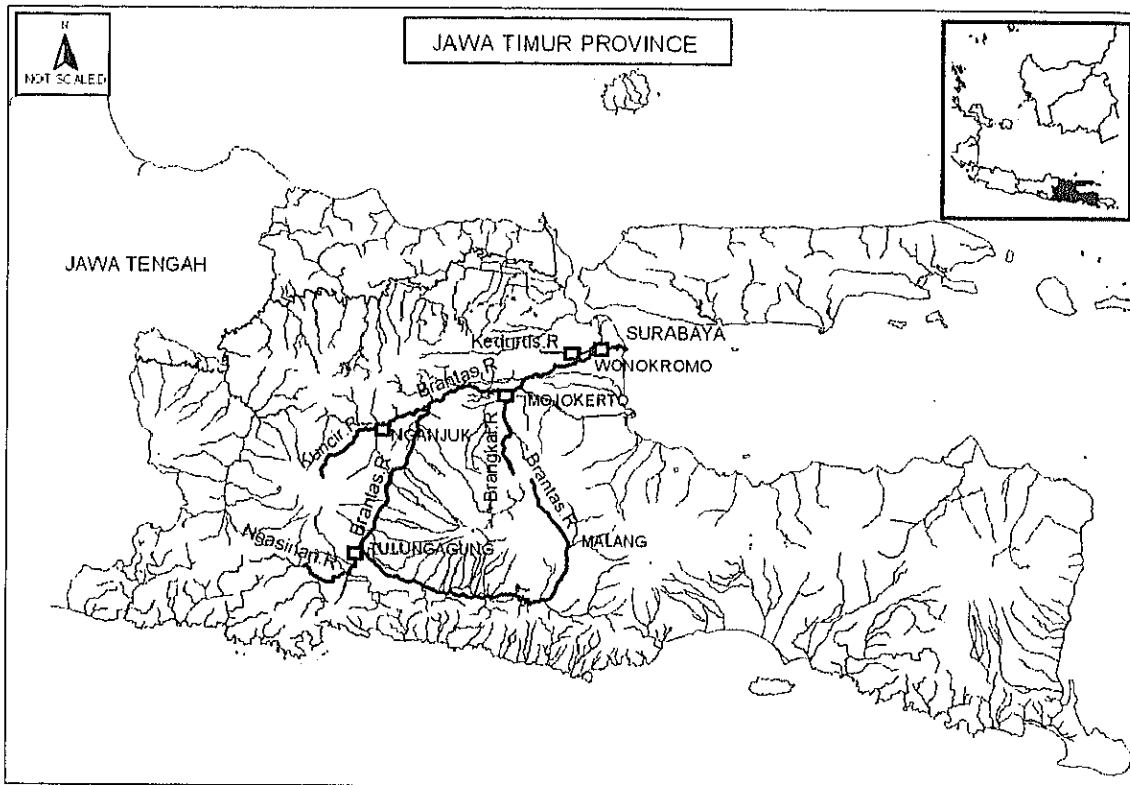 N
NOT SCALED
JAWA TIMUR PROVINCE
JAWA TENGAH
SURABAYA
Kedurus.R
WONOKROMO
Brantas.R
MOJOKERTO
Kuncir.R
NGANJUK
Brangkal.R
Brantas.R
Brantas.R
MALANG
Ngasinan.R
TULUNGAGUNG